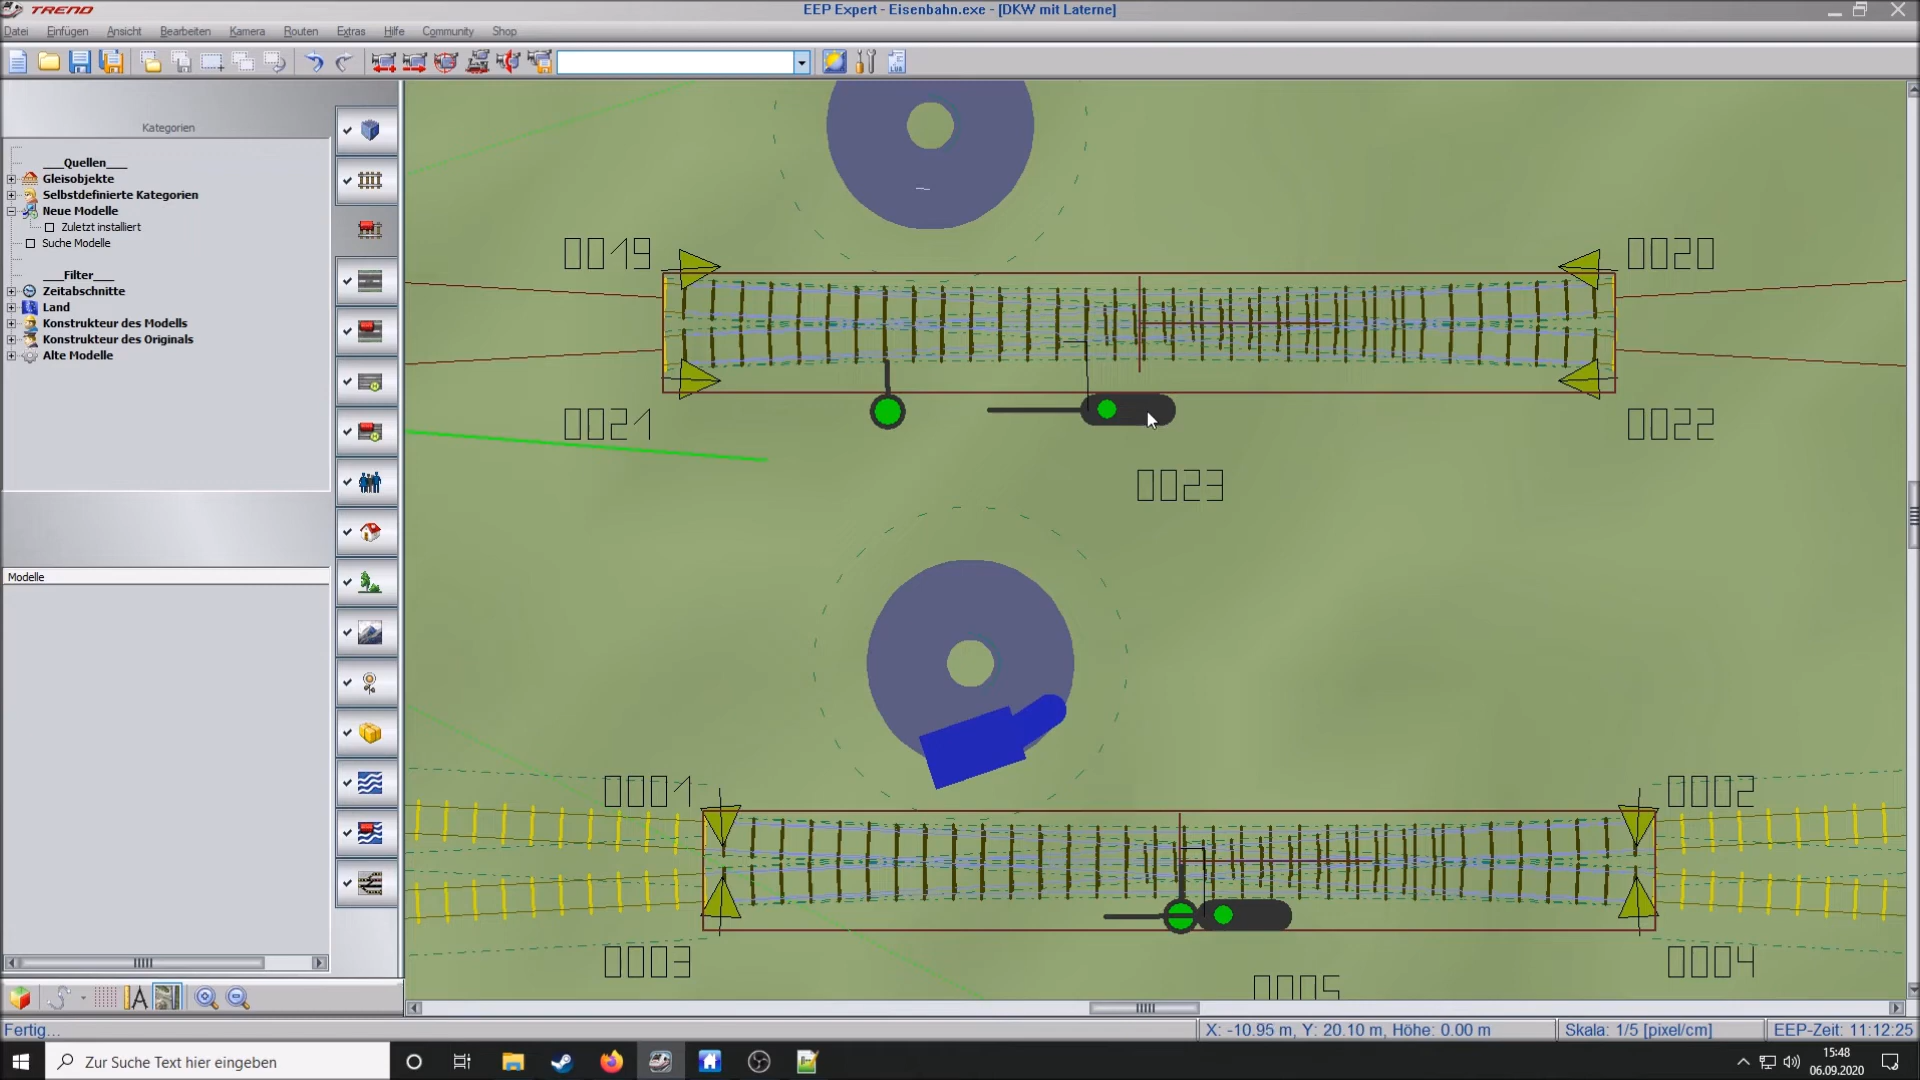 TREND
EEP Expert - Eisenbahn.exe - [DKW mit Laterne]
Datei Einfügen Ansicht Bearbeiten Kamera Routen Extras Hilfe Community Shop
LUA
Kategorien
___Quellen___
Gleisobjekte
Selbstdefinierte Kategorien
Neue Modelle
Zuletzt installiert
Suche Modelle
___Filter___
Zeitabschnitte
Land
Konstrukteur des Modells
Konstrukteur des Originals
Alte Modelle
Modelle
0019
0020
0021
0022
0023
0001
0002
0003
0004
0005
Fertig...
X: -10.95 m, Y: 20.10 m, Höhe: 0.00 m
Skala: 1/5 [pixel/cm]
EEP-Zeit: 11:12:25
Zur Suche Text hier eingeben
15:48
06.09.2020